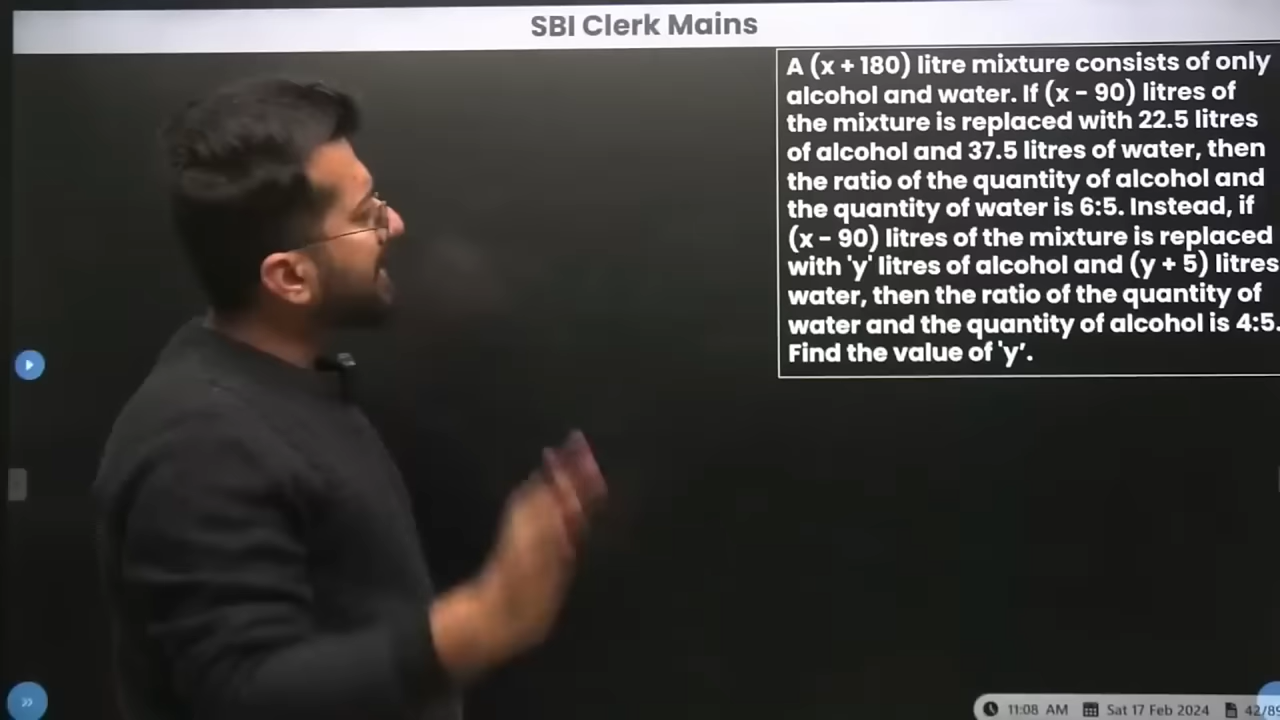 SBI Clerk Mains
A (x + 180) litre mixture consists of only
alcohol and water. If (x - 90) litres of
the mixture is replaced with 22.5 litres
of alcohol and 37.5 litres of water, then
the ratio of the quantity of alcohol and
the quantity of water is 6:5. Instead, if
(x - 90) litres of the mixture is replaced
with 'y' litres of alcohol and (y + 5) litres
water, then the ratio of the quantity of
water and the quantity of alcohol is 4:5.
Find the value of 'y’.
11:08 AM Sat 17 Feb 2024 42/89